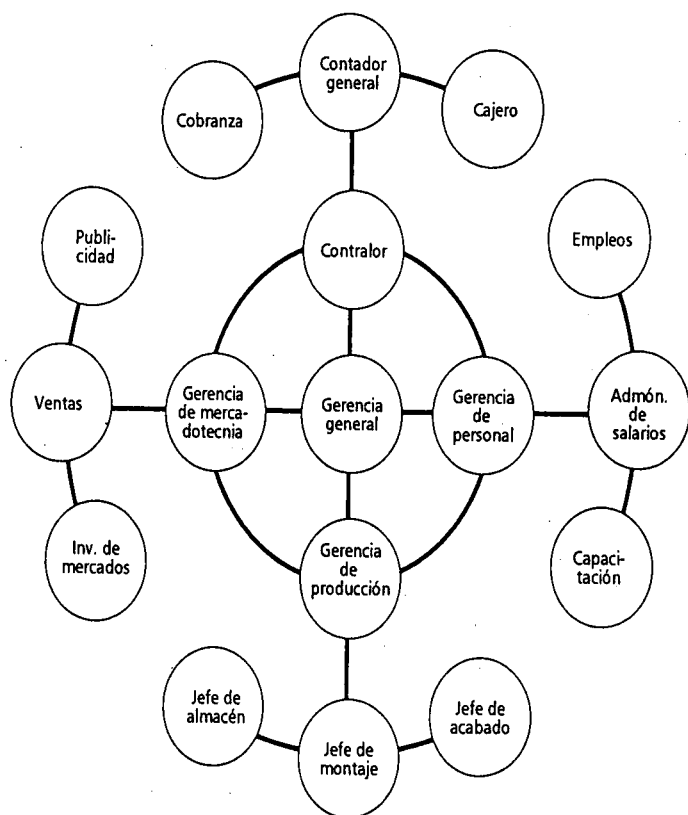 Contador
general
Cobranza
Cajero
Publi-
cidad
Contralor
Empleos
Ventas
Gerencia
de merca-
dotecnia
Gerencia
general
Gerencia
de
personal
Admón.
de
salarios
Inv. de
mercados
Gerencia
de
producción
Capaci-
tación
Jefe de
almacén
Jefe de
montaje
Jefe de
acabado